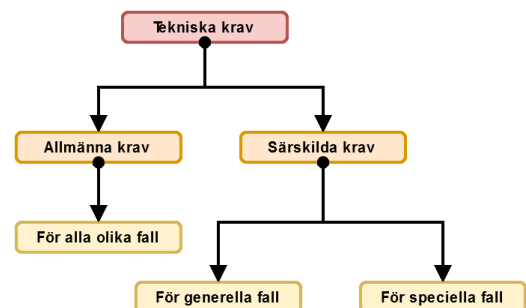 Tekniska krav
Allmänna krav
Särskilda krav
För alla olika fall
För generella fall
För speciella fall